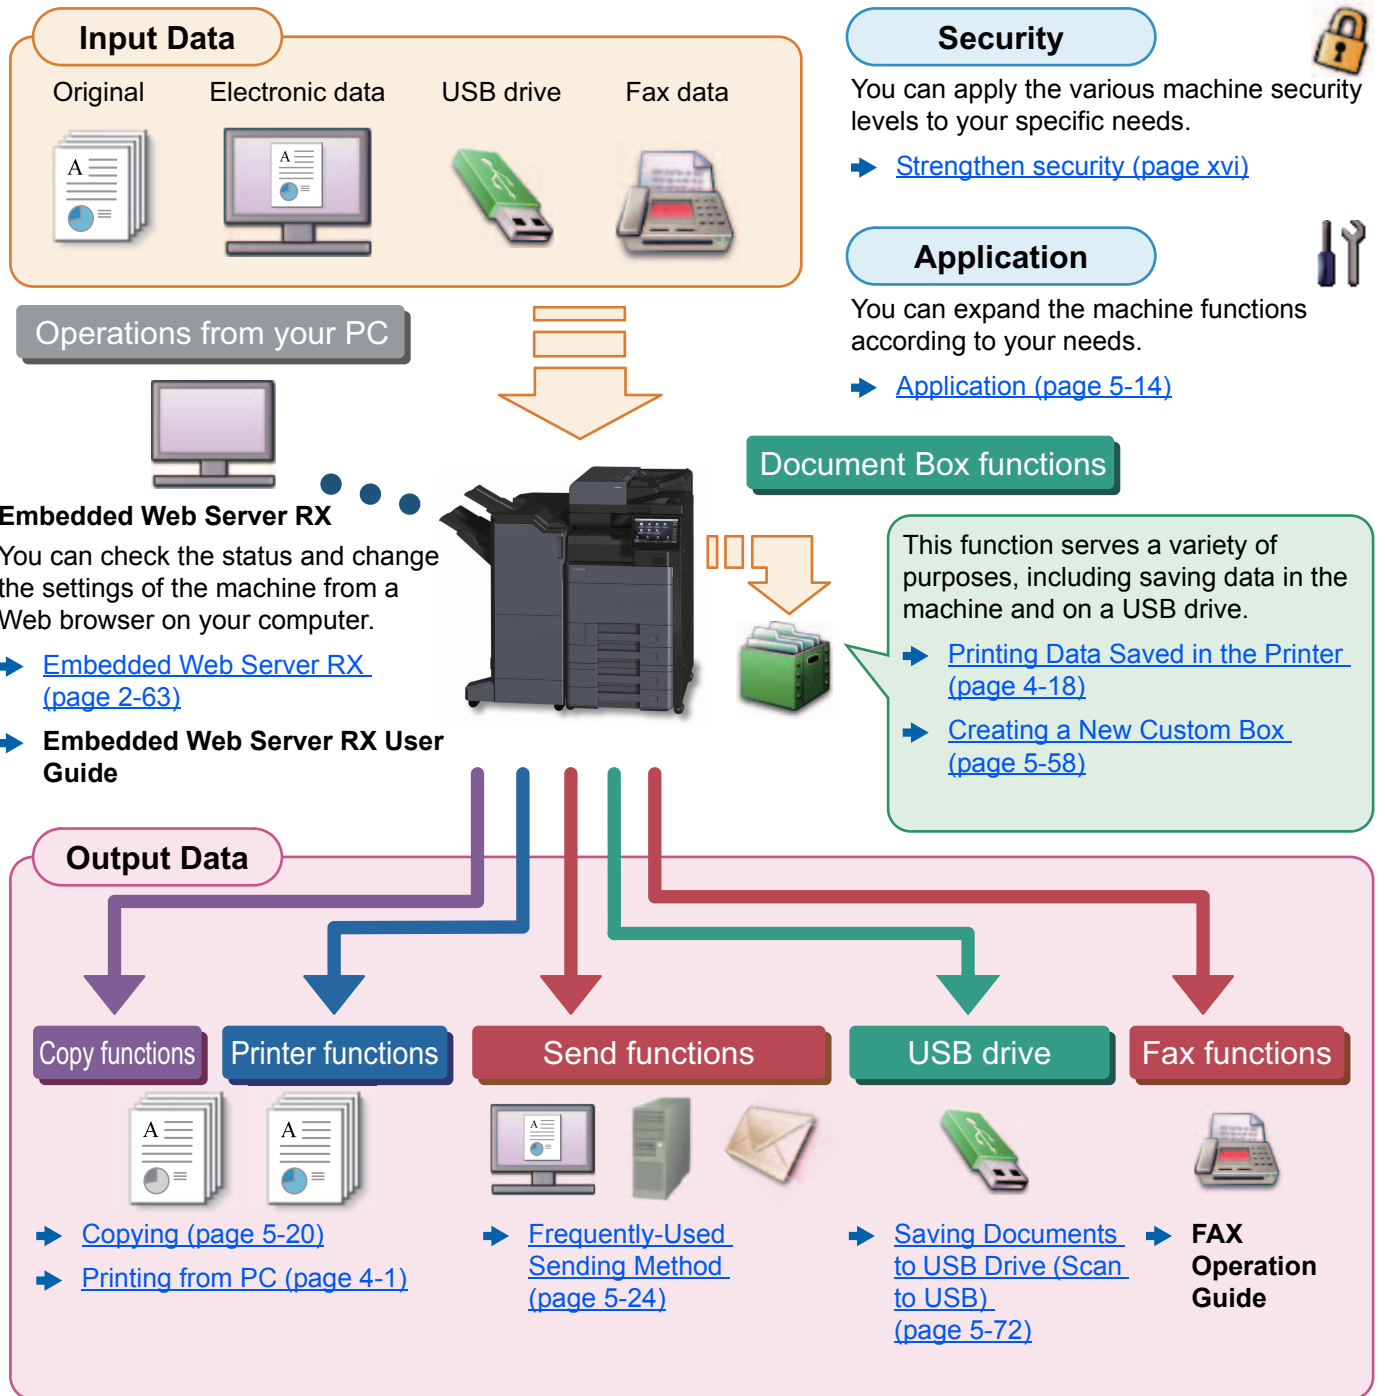 Input Data
Original
Electronic data
USB drive
Fax data
Security
You can apply the various machine security
levels to your specific needs.
Strengthen security (page xvi)
Application
You can expand the machine functions
according to your needs.
Application (page 5-14)
Operations from your PC
Embedded Web Server RX
You can check the status and change
the settings of the machine from a
Web browser on your computer.
Embedded Web Server RX
(page 2-63)
Embedded Web Server RX User
Guide
Document Box functions
This function serves a variety of
purposes, including saving data in the
machine and on a USB drive.
Printing Data Saved in the Printer
(page 4-18)
Creating a New Custom Box
(page 5-58)
Output Data
Copy functions
Printer functions
Send functions
USB drive
Fax functions
Copying (page 5-20)
Printing from PC (page 4-1)
Frequently-Used
Sending Method
(page 5-24)
Saving Documents
to USB Drive (Scan
to USB)
(page 5-72)
FAX
Operation
Guide